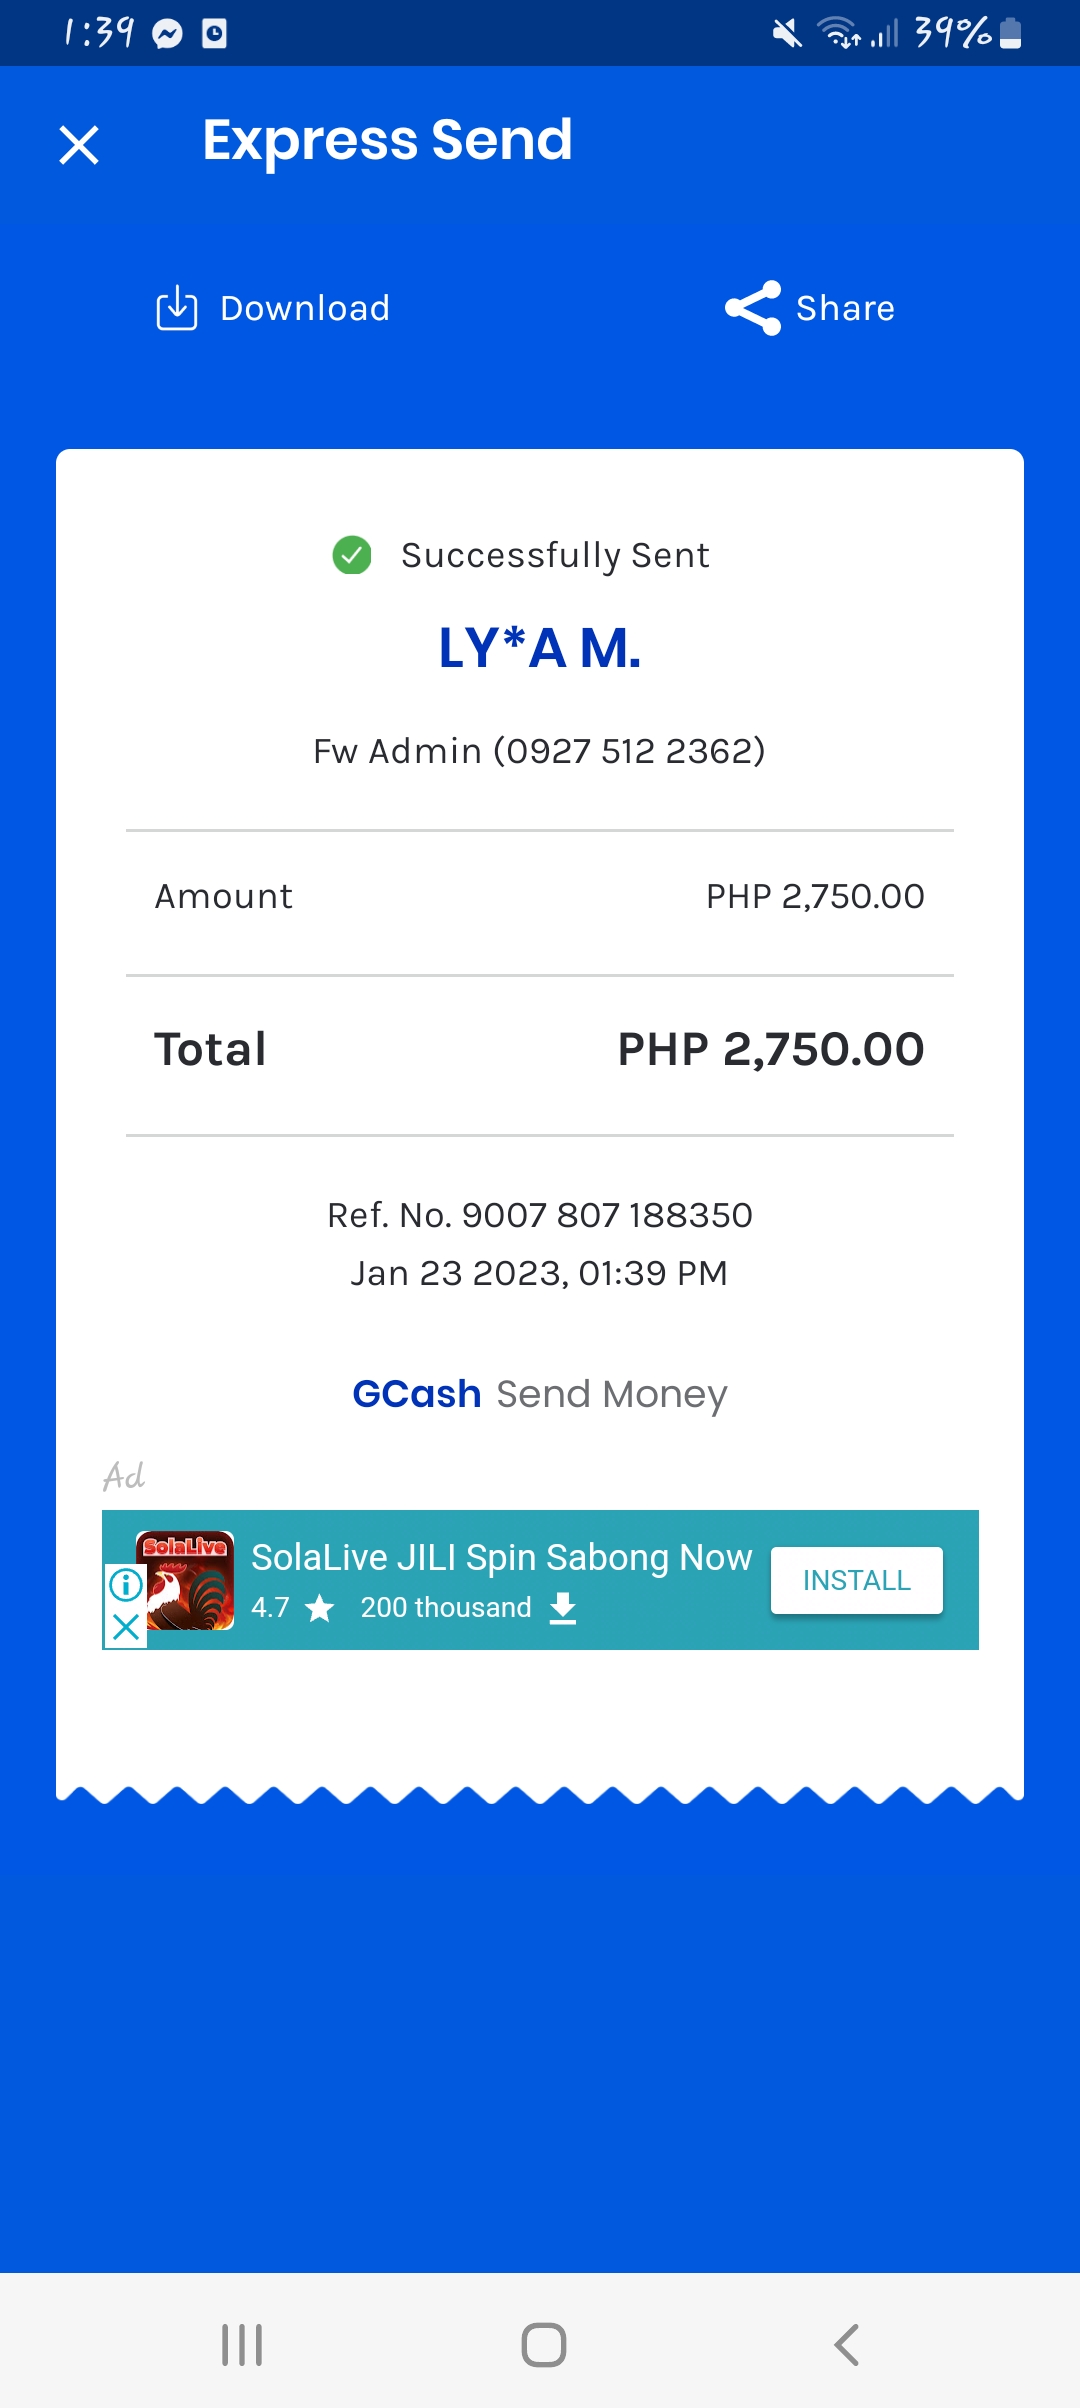 1:39 39%
Express Send
Download Share
Successfully Sent
LY*A M.
Fw Admin (0927 512 2362)
Amount PHP 2,750.00
Total PHP 2,750.00
Ref. No. 9007 807 188350
Jan 23 2023, 01:39 PM
GCash Send Money
Ad
SolaLive
SolaLive JILI Spin Sabong Now
4.7 200 thousand
INSTALL